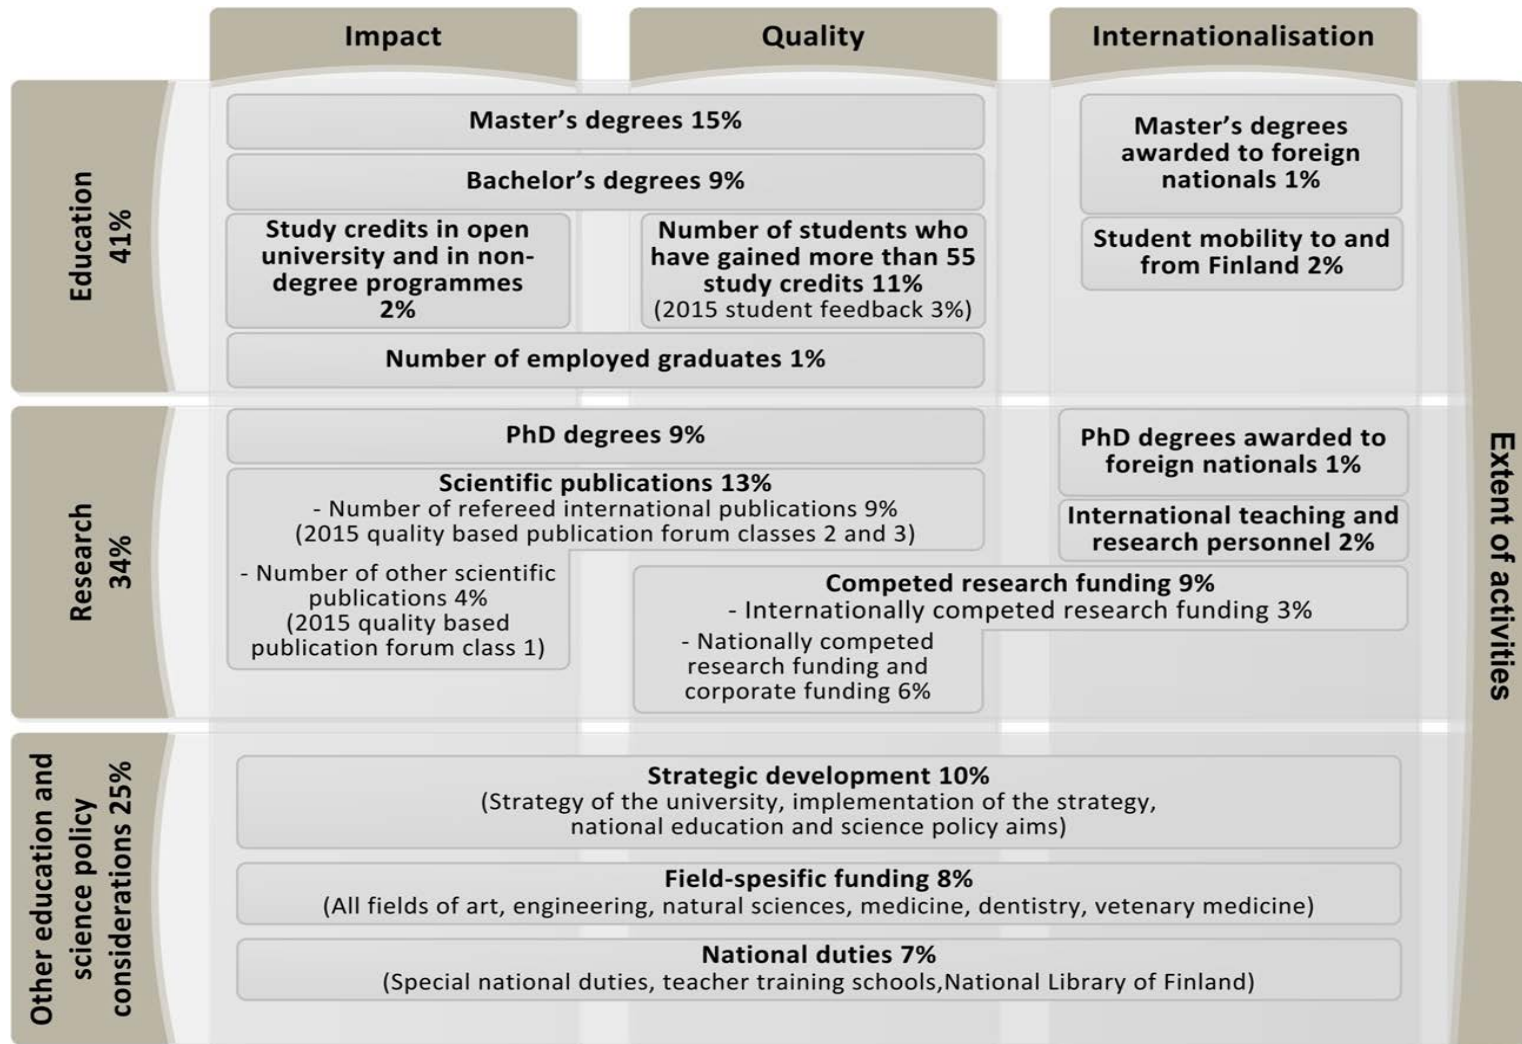 Impact
Quality
Internationalisation
Education
41%
Master's degrees 15%
Bachelor's degrees 9%
Study credits in open
university and in non-
degree programmes
2%
Number of students who
have gained more than 55
study credits 11%
(2015 student feedback 3%)
Number of employed graduates 1%
Master's degrees
awarded to foreign
nationals 1%
Student mobility to and
from Finland 2%
Research
34%
PhD degrees 9%
Scientific publications 13%
- Number of refereed international publications 9%
(2015 quality based publication forum classes 2 and 3)
- Number of other scientific
publications 4%
(2015 quality based
publication forum class 1)
PhD degrees awarded to
foreign nationals 1%
International teaching and
research personnel 2%
Competed research funding 9%
- Internationally competed research funding 3%
- Nationally competed
research funding and
corporate funding 6%
Other education and
science policy
considerations 25%
Strategic development 10%
(Strategy of the university, implementation of the strategy,
national education and science policy aims)
Field-spesific funding 8%
(All fields of art, engineering, natural sciences, medicine, dentistry, vetenary medicine)
National duties 7%
(Special national duties, teacher training schools,National Library of Finland)
Extent of activities